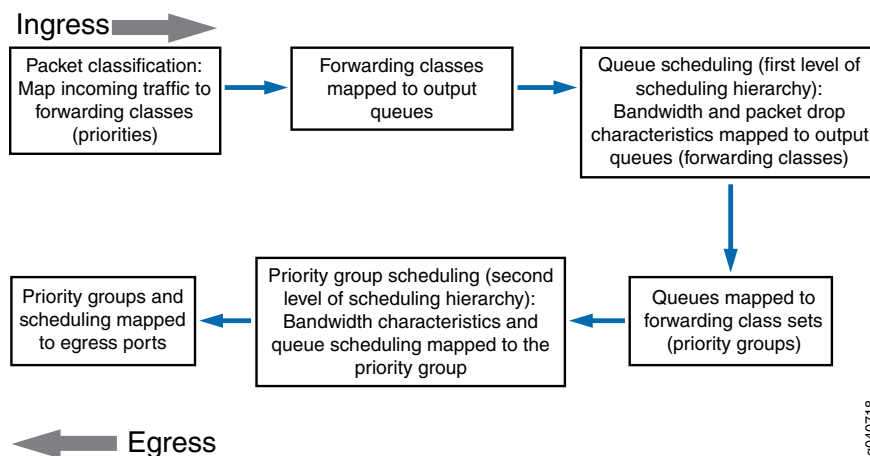 Ingress
Packet classification:
Map incoming traffic to
forwarding classes
(priorities)
Forwarding classes
mapped to output
queues
Queue scheduling (first level of
scheduling hierarchy):
Bandwidth and packet drop
characteristics mapped to output
queues (forwarding classes)
Queues mapped to
forwarding class sets
(priority groups)
Priority group scheduling (second
level of scheduling hierarchy):
Bandwidth characteristics and
queue scheduling mapped to the
priority group
Priority groups and
scheduling mapped
to egress ports
Egress
g040718